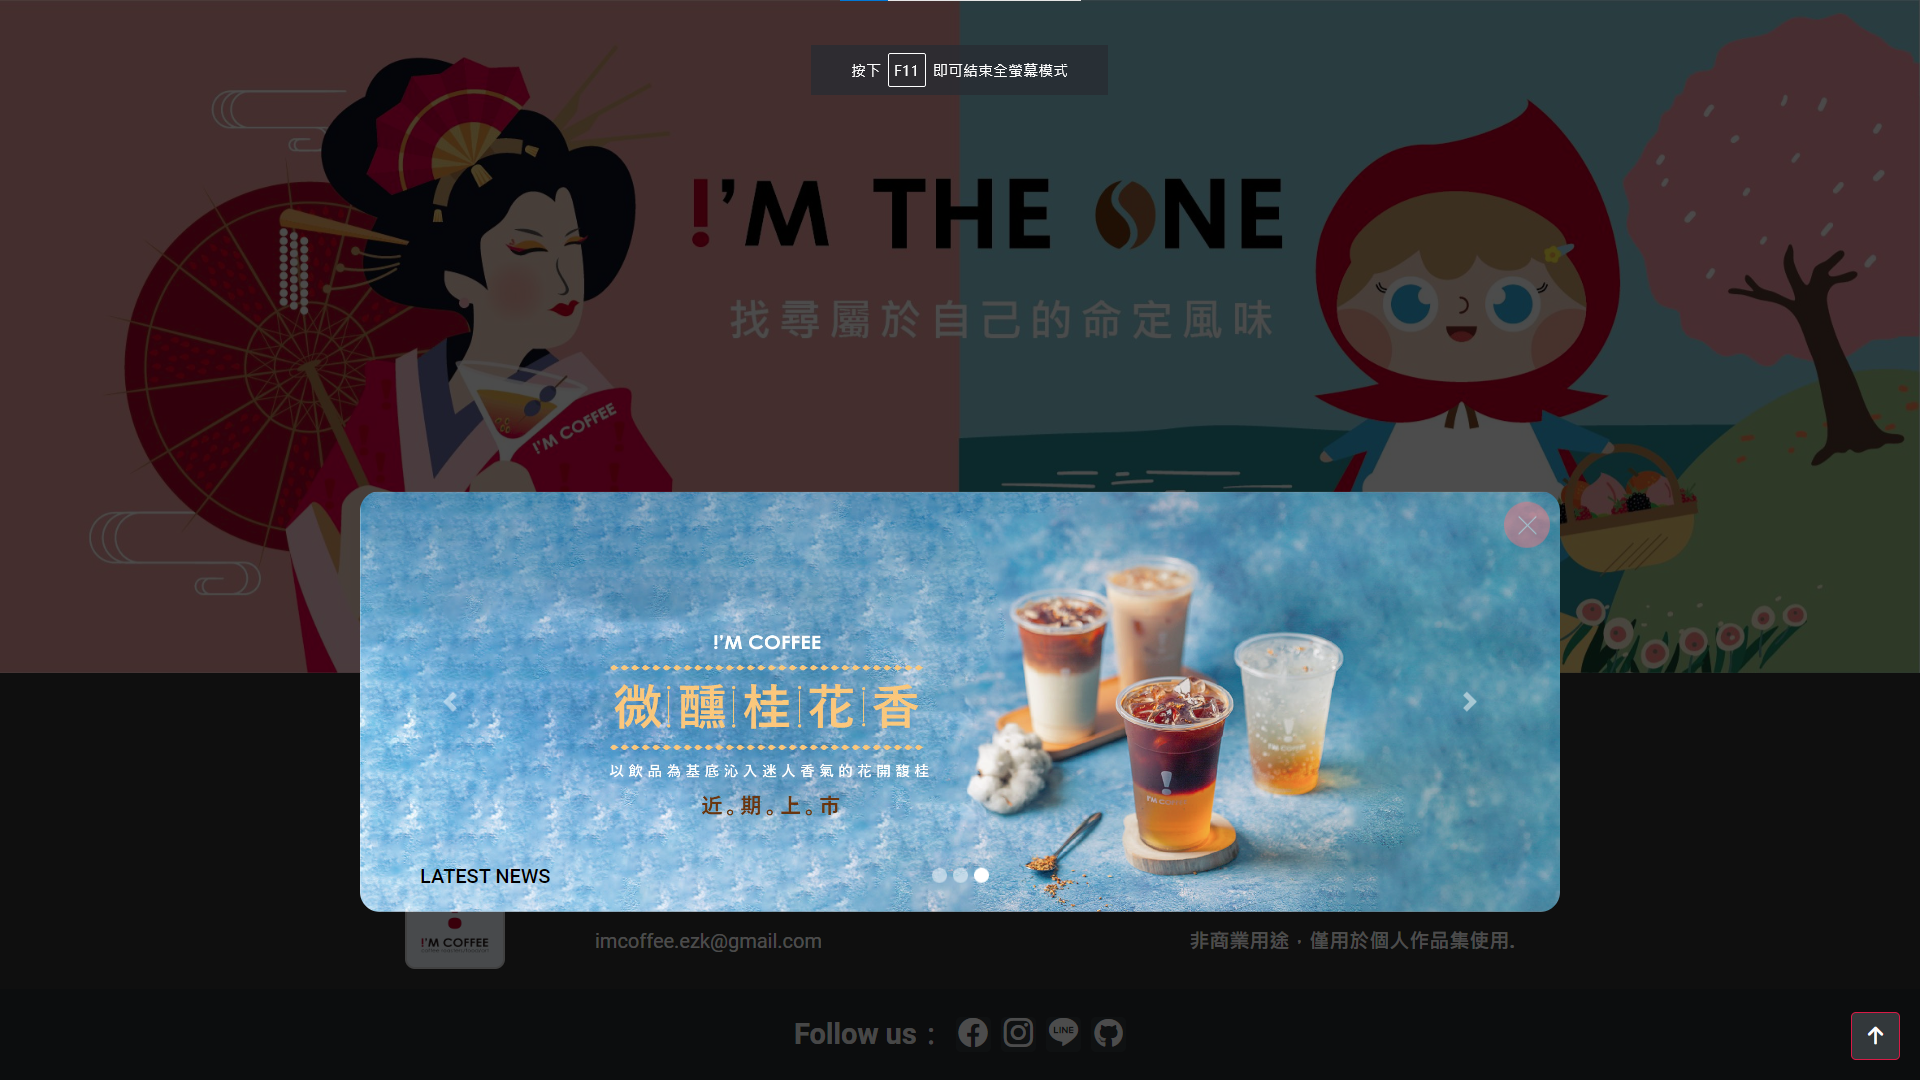 按下 F11 即可結束全螢幕模式
!'M THE ONE
找尋屬於自己的命定風味
!'M COFFEE
!'M COFFEE
微醺桂花香
以飲品為基底沁入迷人香氣的花開馥桂
近。期。上。市
!'M COFFEE
LATEST NEWS
!'M COFFEE
imcoffee.ezk@gmail.com
非商業用途，僅用於個人作品集使用.
Follow us：
LINE